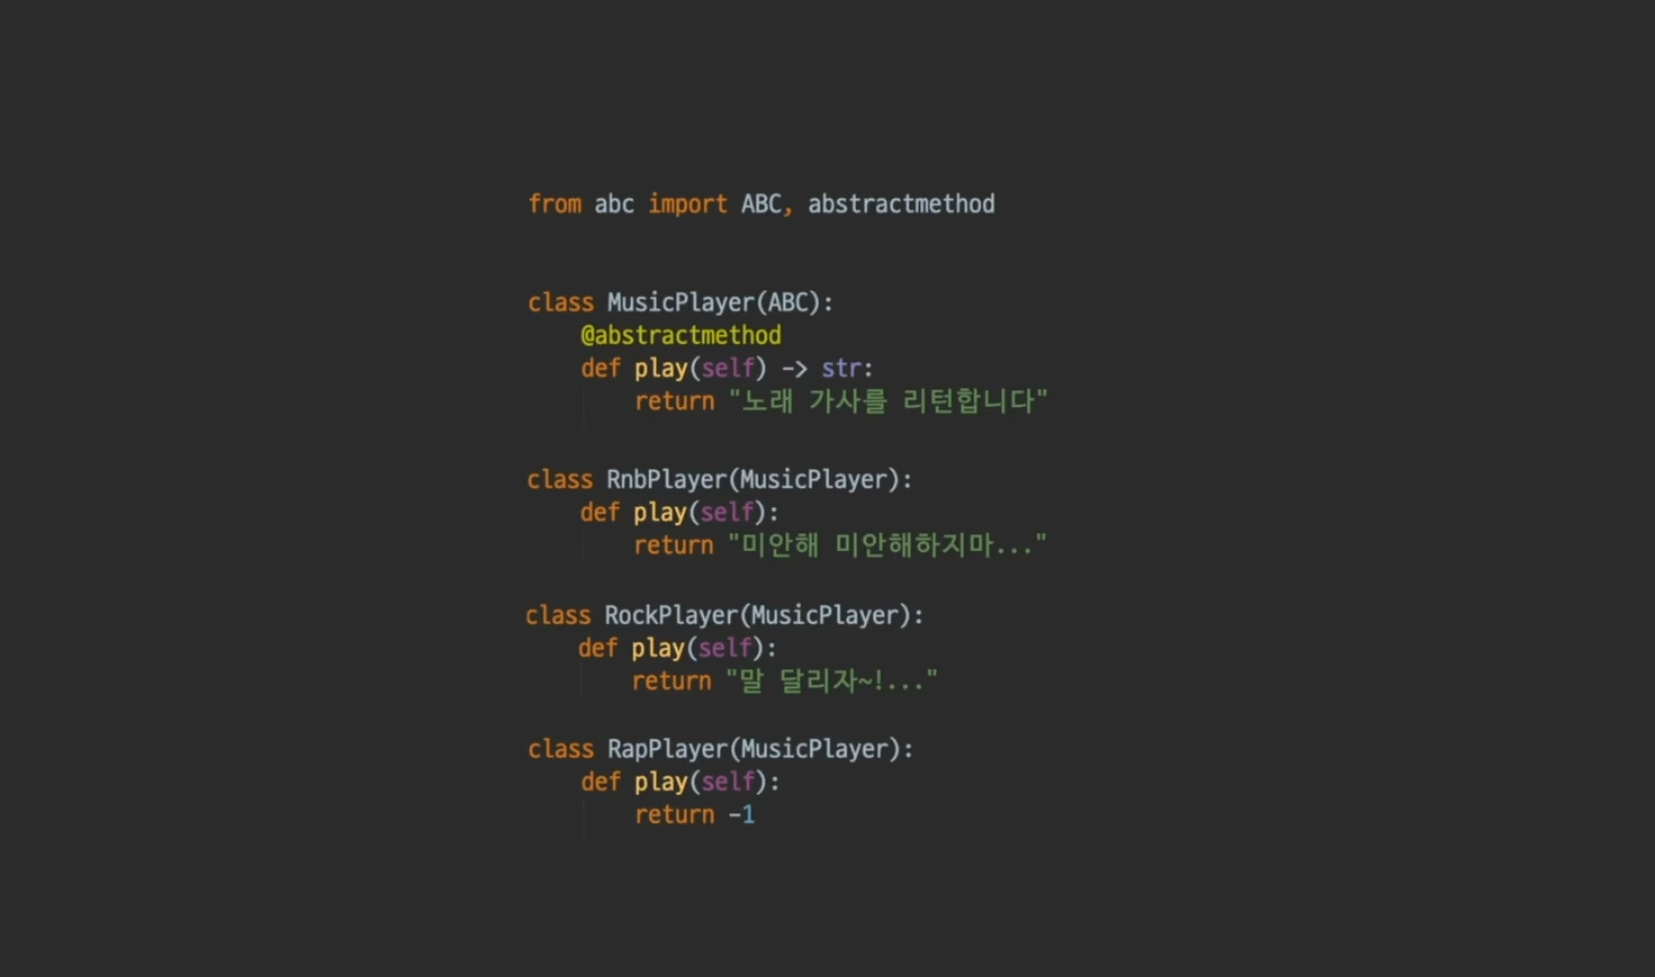 from abc import ABC, abstractmethod
class MusicPlayer(ABC):
    @abstractmethod
    def play(self) -> str:
        return "노래 가사를 리턴합니다"
class RnbPlayer(MusicPlayer):
    def play(self):
        return "미안해 미안해하지마..."
class RockPlayer(MusicPlayer):
    def play(self):
        return "말 달리자~!..."
class RapPlayer(MusicPlayer):
    def play(self):
        return -1